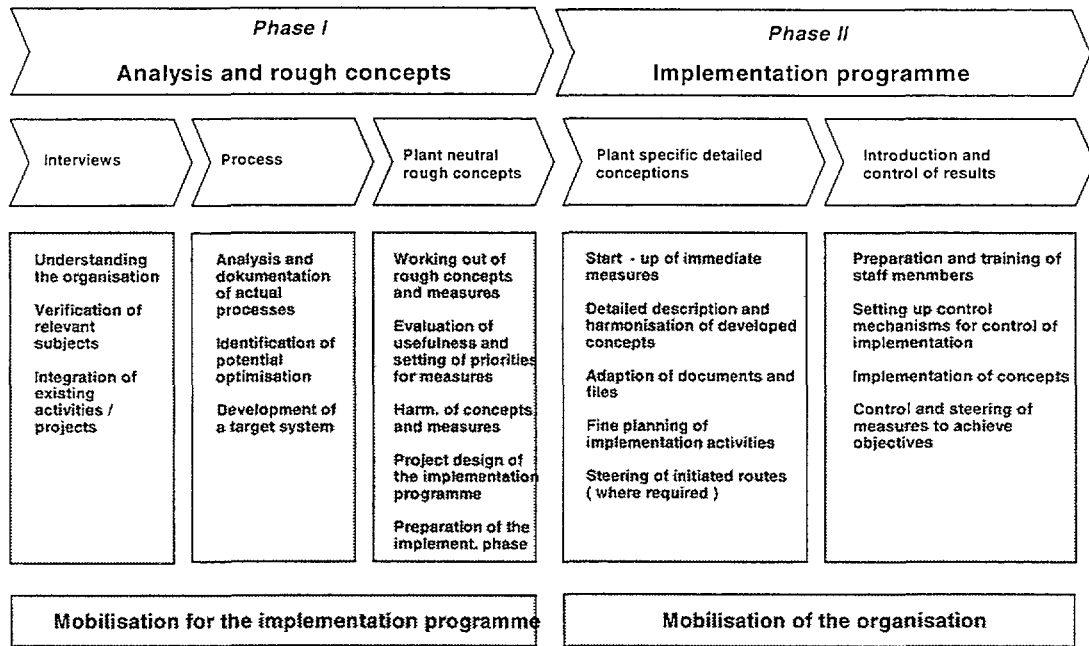 Phase I
Analysis and rough concepts
Phase II
Implementation programme
Interviews
Process
Plant neutral
rough concepts
Plant specific detailed
conceptions
Introduction and
control of results
Understanding
the organisation
Verification of
relevant
subjects
Integration of
existing
activities /
projects
Analysis and
dokumentation
of actual
processes
Identification of
potential
optimisation
Development of
a target system
Working out of
rough concepts
and measures
Evaluation of
usefulness and
setting of priorities
for measures
Harm. of concepts
and measures
Project design of
the implementation
programme
Preparation of the
implement. phase
Start - up of immediate
measures
Detailed description and
harmonisation of developed
concepts
Adaption of documents and
files
Fine planning of
implementation activities
Steering of initiated routes
( where required )
Preparation and training of
staff menmbers
Setting up control
mechanisms for control of
implementation
Implementation of concepts
Control and steering of
measures to achieve
objectives
Mobilisation for the implementation programme
Mobilisation of the organisation